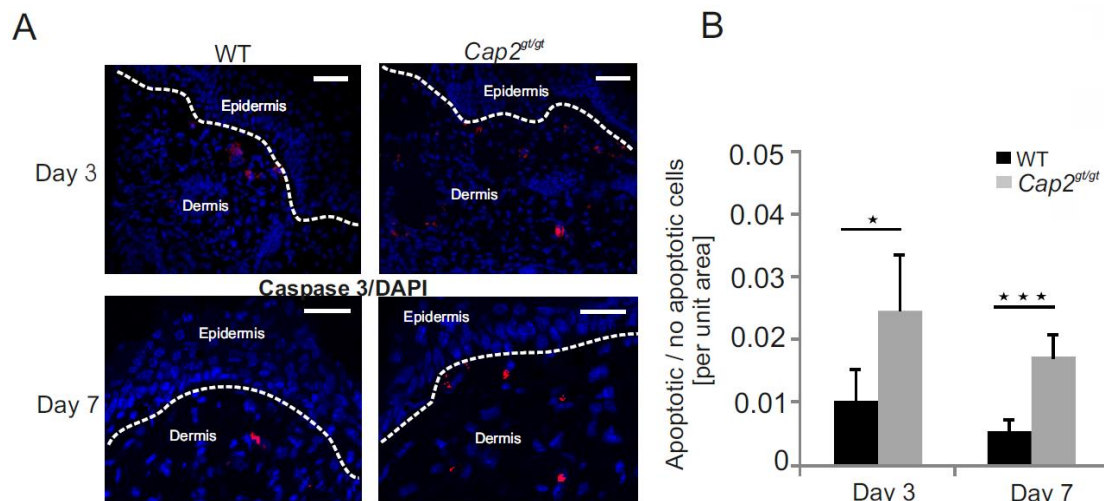 A
WT
Cap2gt/gt
Day 3
Epidermis
Dermis
Epidermis
Dermis
Caspase 3/DAPI
Day 7
Epidermis
Dermis
Epidermis
Dermis
B
Apoptotic / no apoptotic cells
[per unit area]
0.05
0.04
0.03
0.02
0.01
0
WT
Cap2gt/gt
★
★ ★ ★
Day 3
Day 7